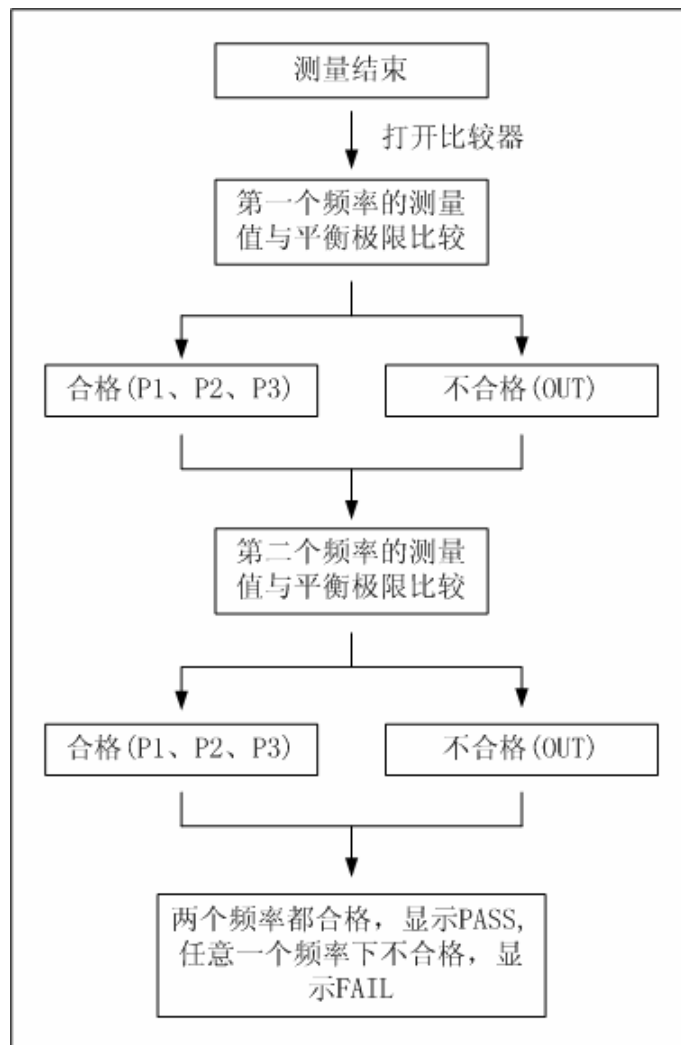 测量结束
打开比较器
第一个频率的测量
值与平衡极限比较
合格(P1、P2、P3)
不合格(OUT)
第二个频率的测量
值与平衡极限比较
合格(P1、P2、P3)
不合格(OUT)
两个频率都合格，显示PASS,
任意一个频率下不合格，显
示FAIL